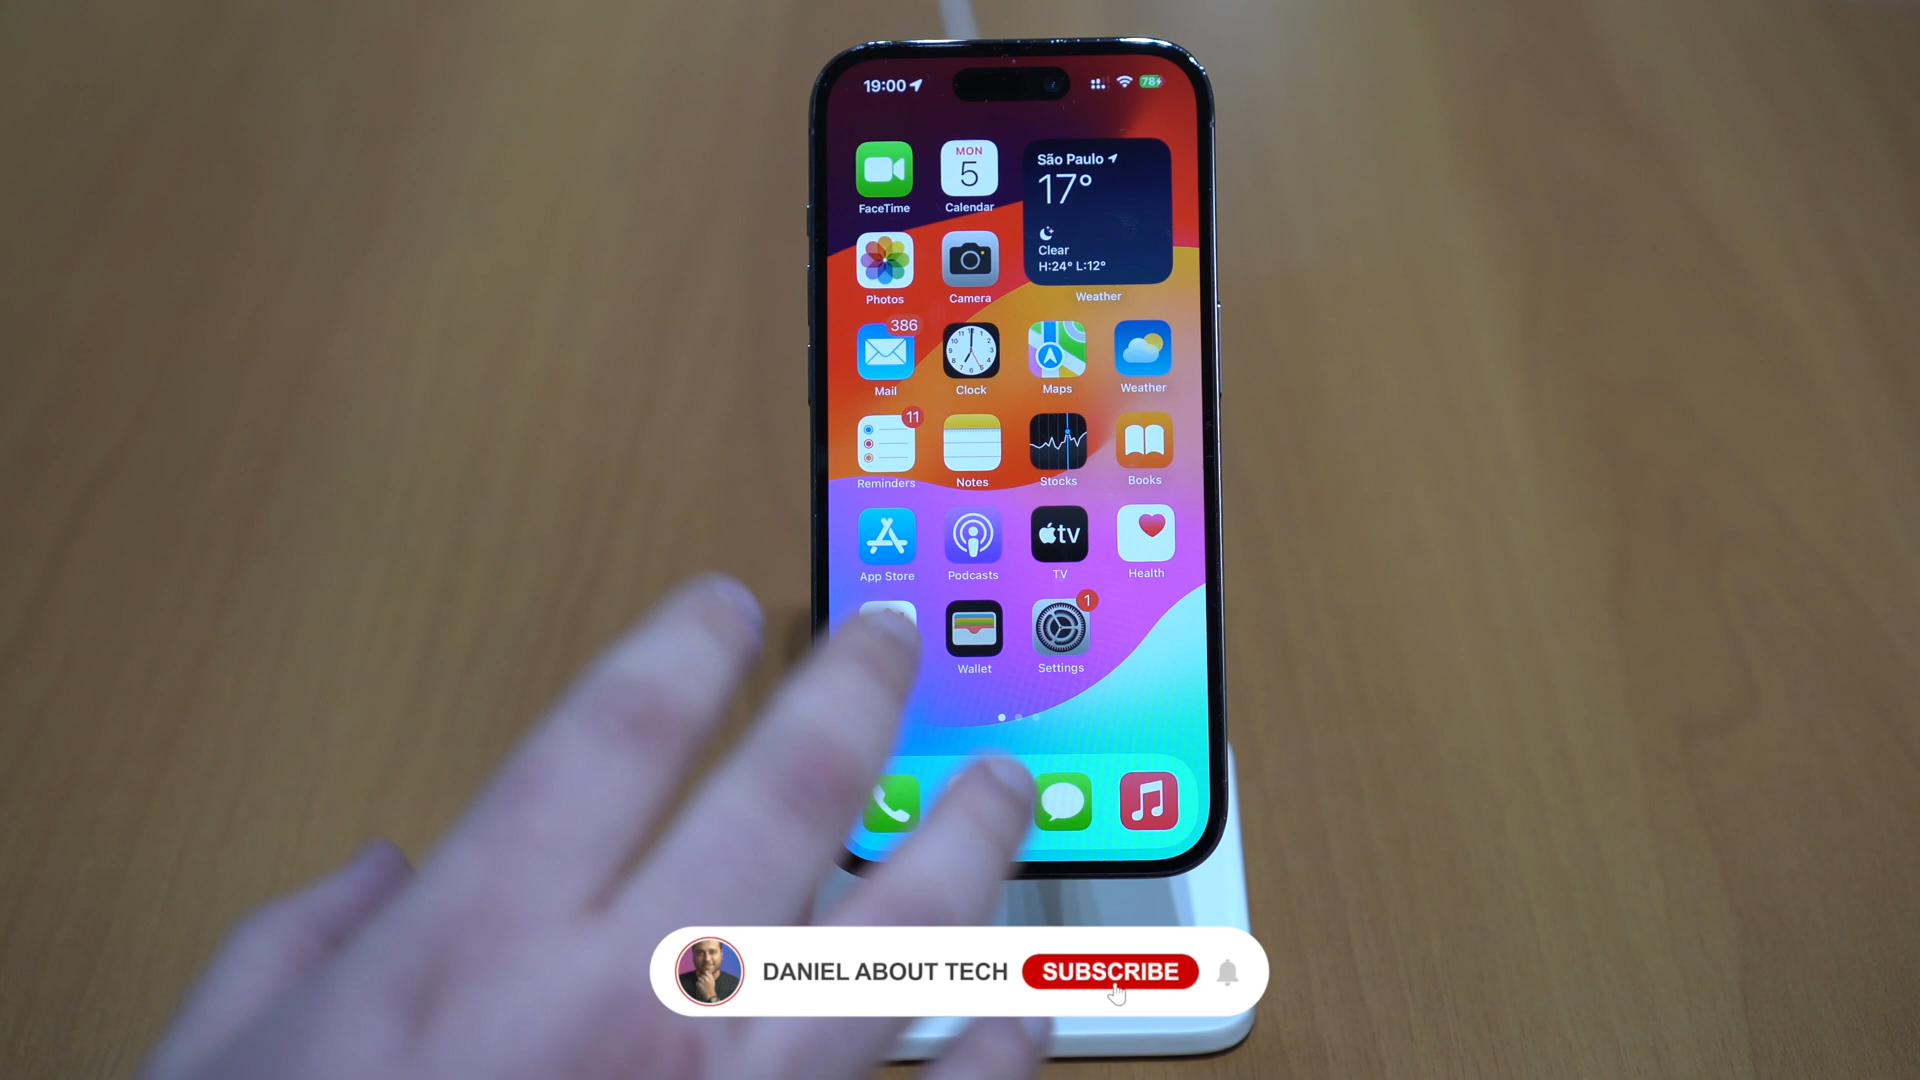 19:00
78
MON
5
São Paulo
17°
Clear
H:24° L:12°
FaceTime
Calendar
Weather
Photos
Camera
386
Mail
Clock
Maps
Weather
11
Reminders
Notes
Stocks
Books
tv
App Store
Podcasts
TV
Health
1
Wallet
Settings
DANIEL ABOUT TECH
SUBSCRIBE